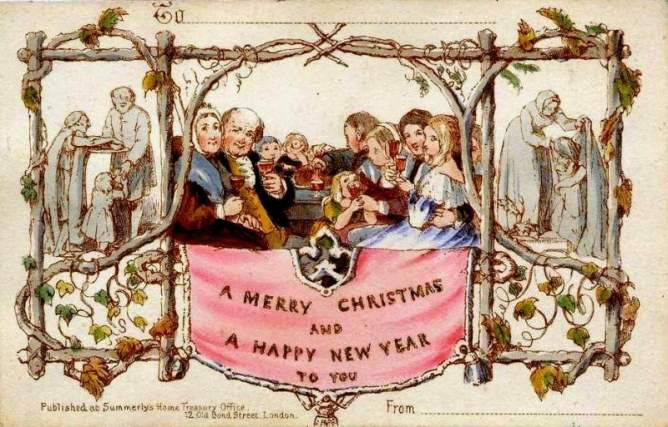 To
A MERRY CHRISTMAS
AND
A HAPPY NEW YEAR
TO YOU
Published at Summerly's Home Treasury Office,
12 Old Bond Street, London.
From